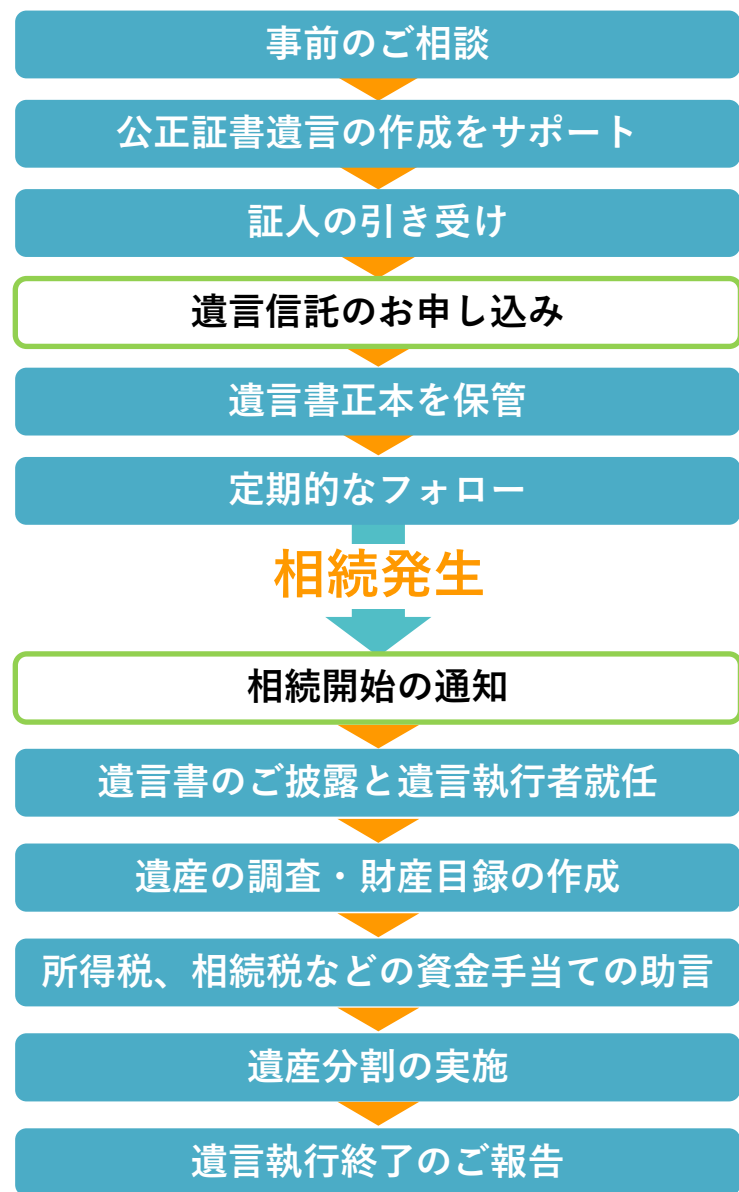 事前のご相談
公正証書遺言の作成をサポート
証人の引き受け
遺言信託のお申し込み
遺言書正本を保管
定期的なフォロー
相続発生
相続開始の通知
遺言書のご披露と遺言執行者就任
遺産の調査・財産目録の作成
所得税、相続税などの資金手当ての助言
遺産分割の実施
遺言執行終了のご報告